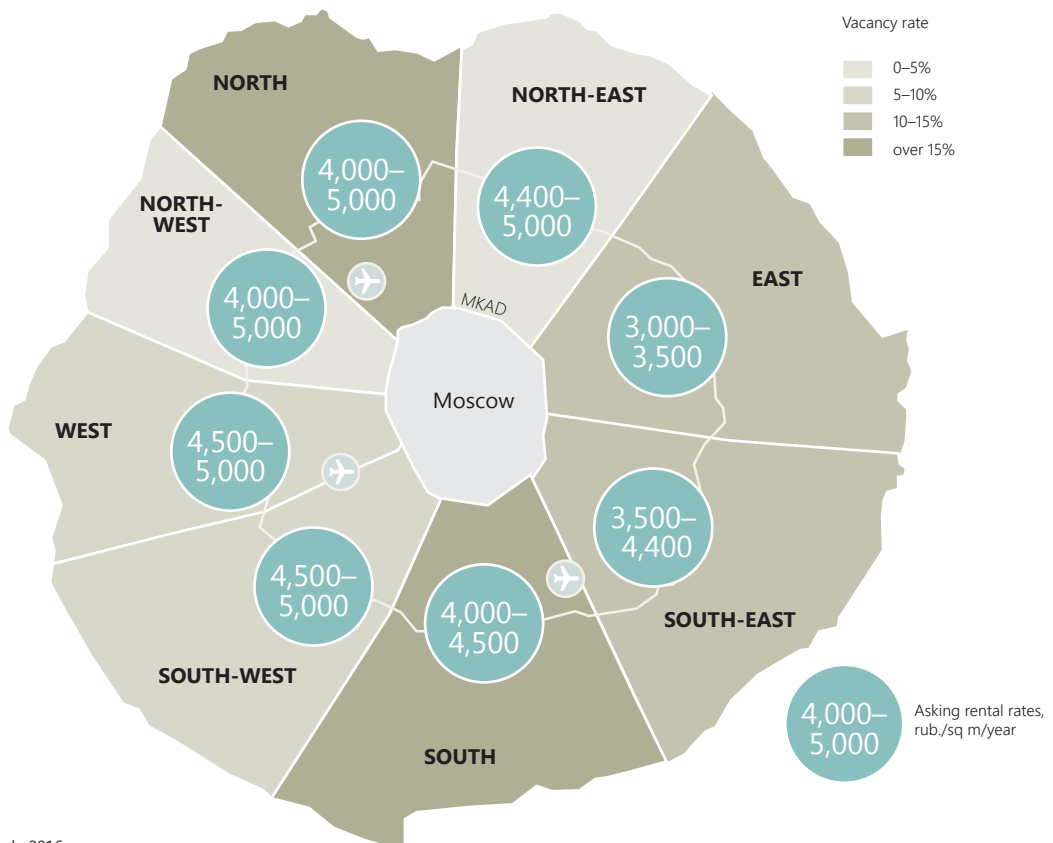 Vacancy rate
0–5%
5–10%
10–15%
over 15%
NORTH
NORTH-EAST
4,000–
5,000
4,400–
5,000
NORTH-
WEST
EAST
4,000–
5,000
MKAD
3,000–
3,500
Moscow
WEST
4,500–
5,000
3,500–
4,400
4,500–
5,000
4,000–
4,500
SOUTH-EAST
SOUTH-WEST
SOUTH
4,000–
5,000
Asking rental rates,
rub./sq m/year
2016